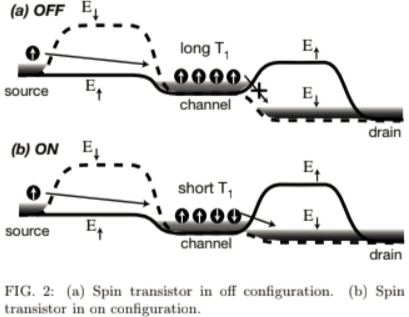 (a) OFF
E↓
long T₁
E↑
source
E↑
channel
E↓
drain
(b) ON
E↓
short T₁
E↑
source
E↑
channel
E↓
drain
FIG. 2: (a) Spin transistor in off configuration. (b) Spin
transistor in on configuration.